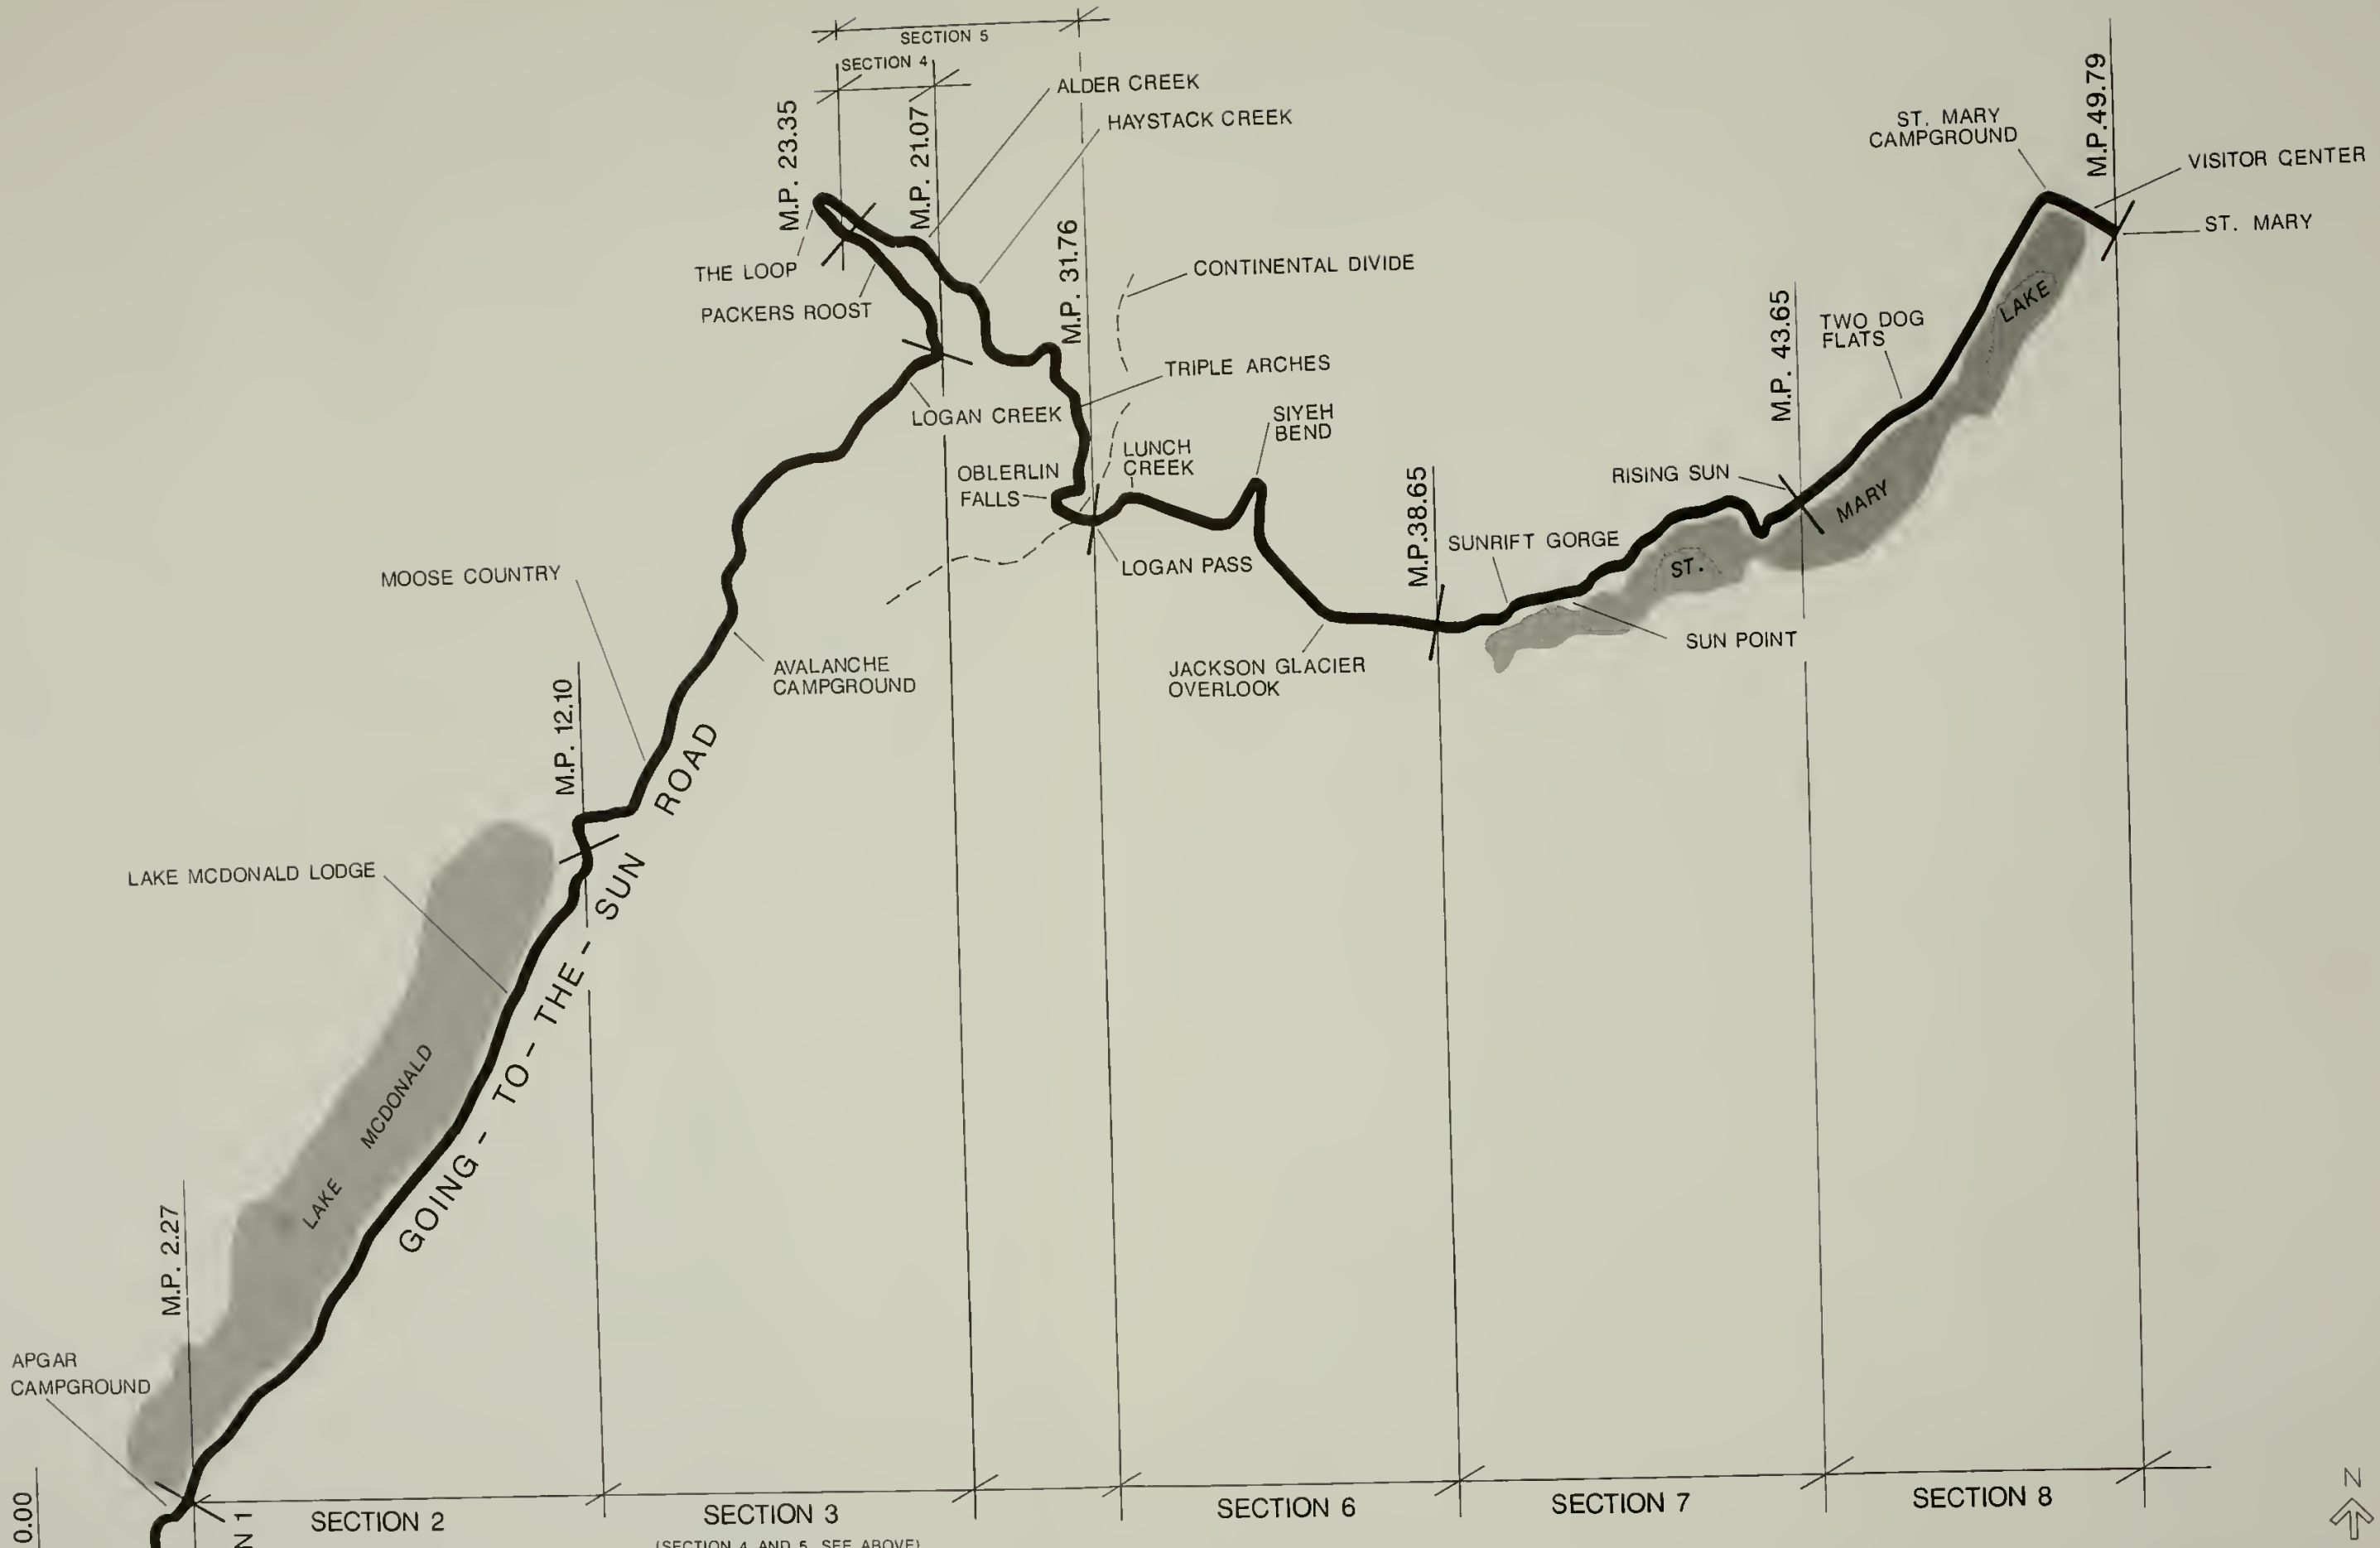 SECTION 5
SECTION 4
M.P. 23.35
M.P. 21.07
ALDER CREEK
HAYSTACK CREEK
M.P. 31.76
THE LOOP
PACKERS ROOST
CONTINENTAL DIVIDE
TRIPLE ARCHES
LOGAN CREEK
OBLERLIN
FALLS
LUNCH
CREEK
SIYEH
BEND
LOGAN PASS
ST. MARY
CAMPGROUND
M.P.49.79
VISITOR CENTER
ST. MARY
M.P. 43.65
TWO DOG
FLATS
LAKE
MARY
ST.
RISING SUN
M.P.38.65
SUNRIFT GORGE
SUN POINT
JACKSON GLACIER
OVERLOOK
MOOSE COUNTRY
AVALANCHE
CAMPGROUND
M.P. 12.10
LAKE MCDONALD LODGE
GOING - TO - THE - SUN ROAD
LAKE MCDONALD
M.P. 2.27
APGAR
CAMPGROUND
0.00
N 1
SECTION 2
SECTION 3
(SECTION 4 AND 5, SEE ABOVE)
SECTION 6
SECTION 7
SECTION 8
N